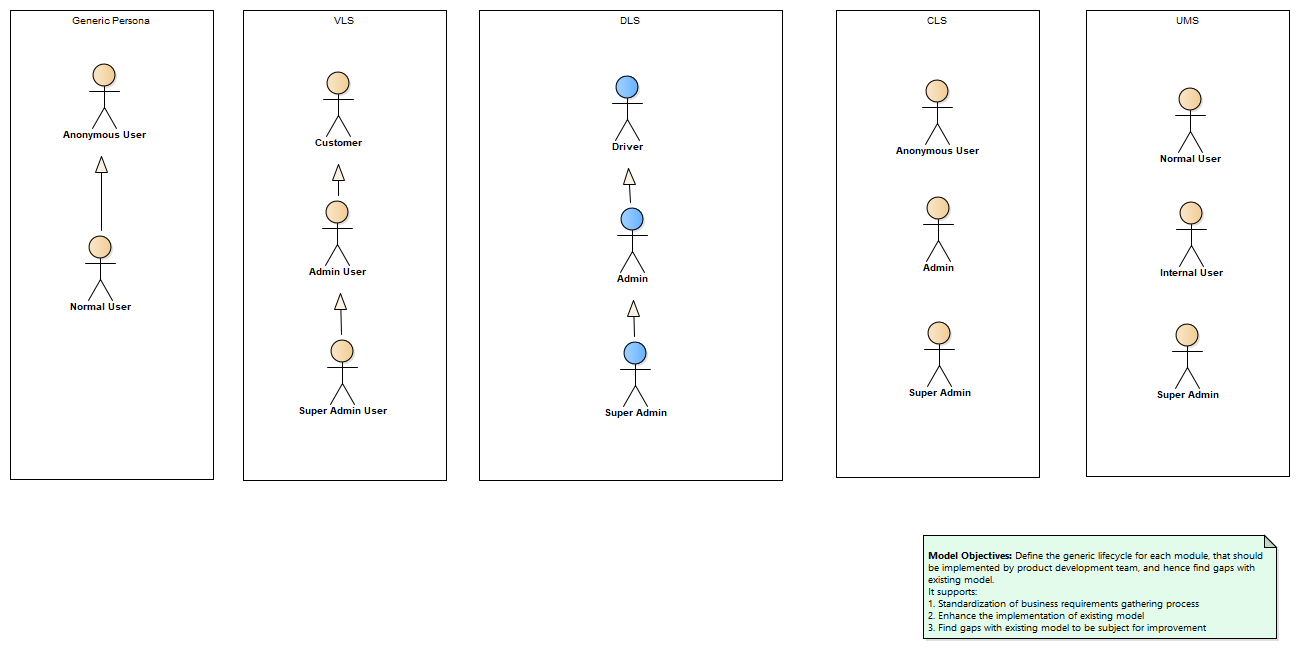 Generic Persona
Anonymous User
Normal User
VLS
Customer
Admin User
Super Admin User
DLS
Driver
Admin
Super Admin
CLS
Anonymous User
Admin
Super Admin
UMS
Normal User
Internal User
Super Admin
Model Objectives: Define the generic lifecycle for each module, that should
be implemented by product development team, and hence find gaps with
existing model.
It supports:
1. Standardization of business requirements gathering process
2. Enhance the implementation of existing model
3. Find gaps with existing model to be subject for improvement